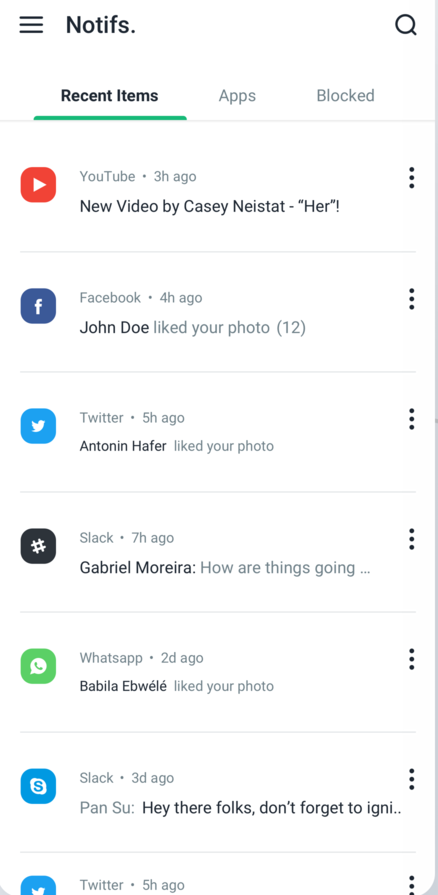 Notifs.
Recent Items Apps Blocked
YouTube • 3h ago
New Video by Casey Neistat - “Her”!
Facebook • 4h ago
John Doe liked your photo (12)
Twitter • 5h ago
Antonin Hafer liked your photo
Slack • 7h ago
Gabriel Moreira: How are things going ...
Whatsapp • 2d ago
Babila Ebwélé liked your photo
Slack • 3d ago
Pan Su: Hey there folks, don’t forget to igni..
Twitter • 5h ago